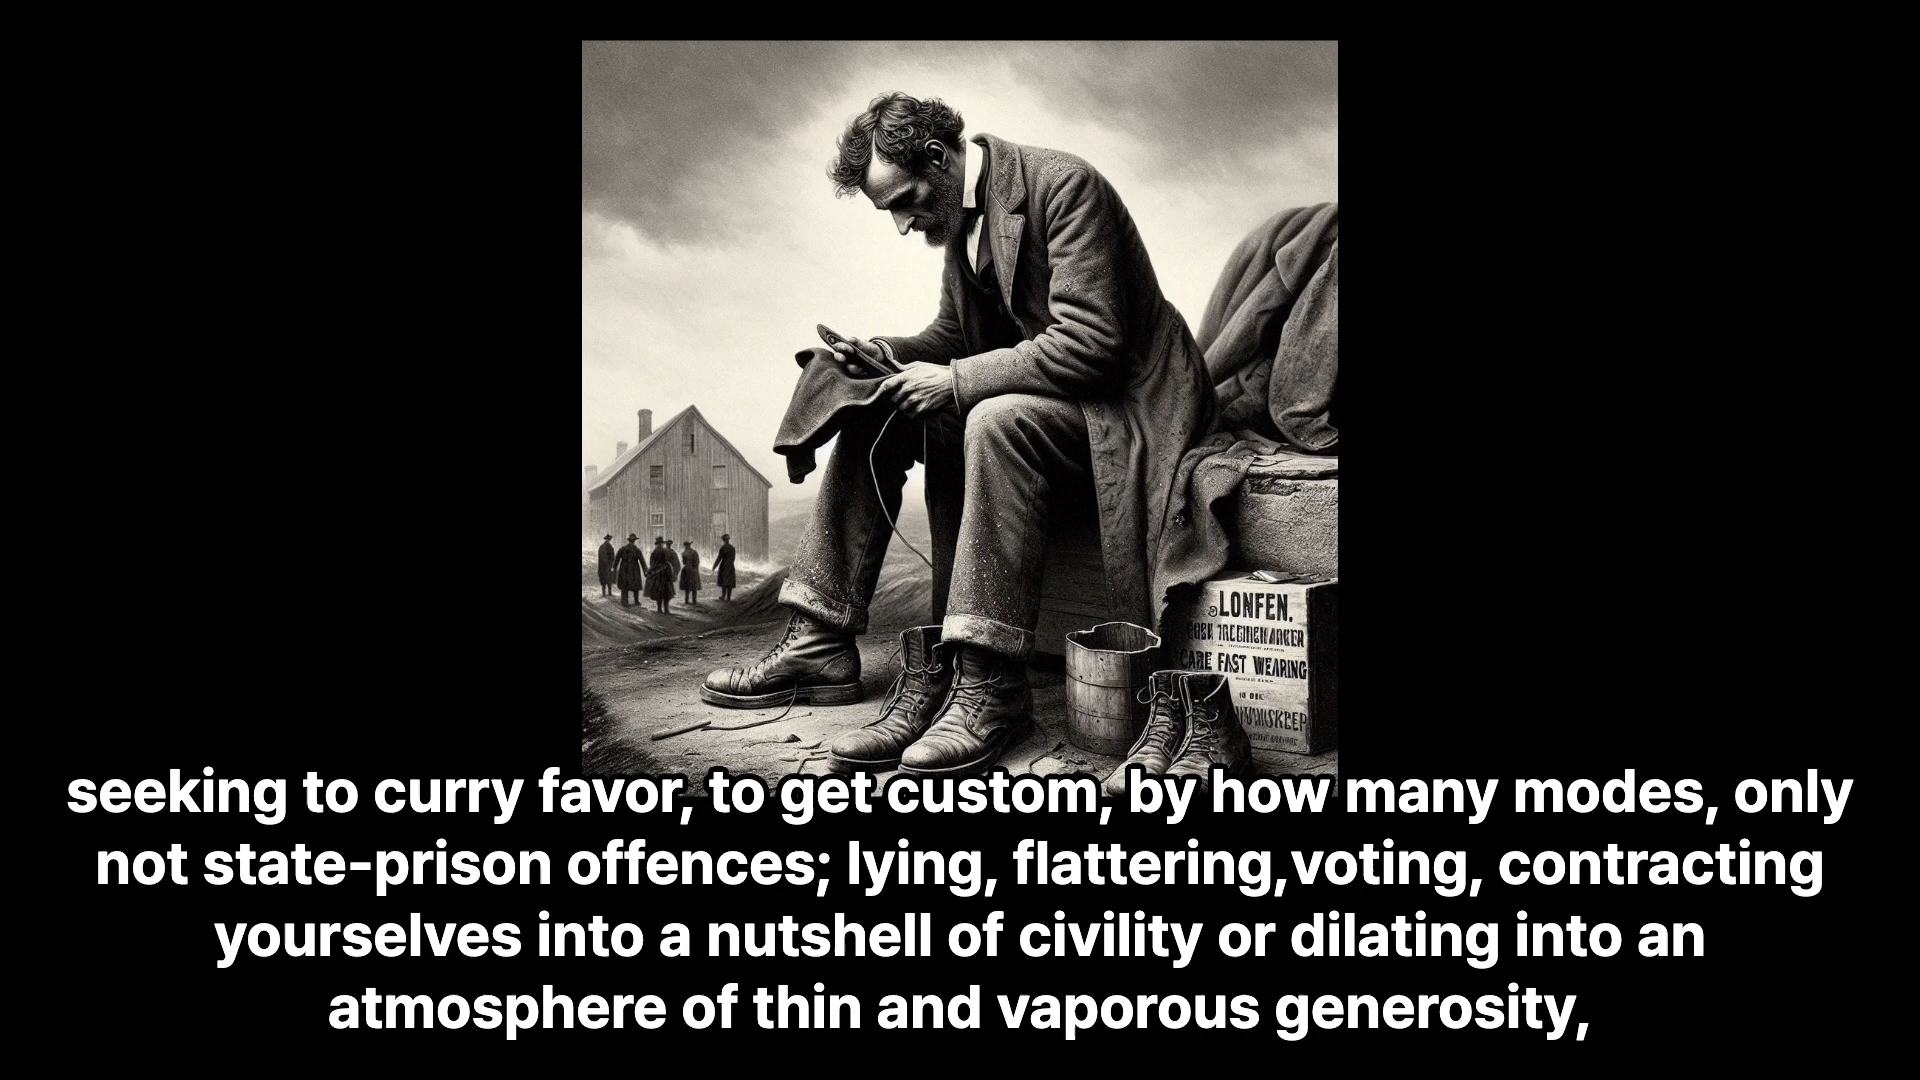 LONFEN.
CARE FAST WEARING
seeking to curry favor, to get custom, by how many modes, only
not state-prison offences; lying, flattering,voting, contracting
yourselves into a nutshell of civility or dilating into an
atmosphere of thin and vaporous generosity,